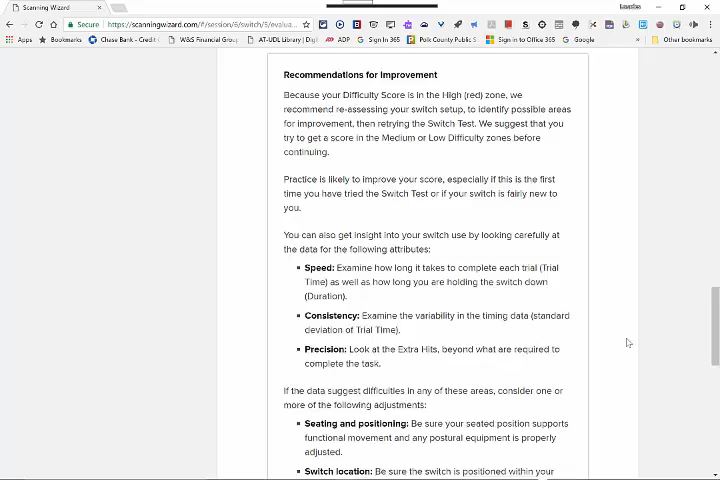 Scanning Wizard
Secure https://scanningwizard.com/#/session/6/switch/5/evalua
Apps Bookmarks Chase Bank - Credit W&S Financial Group AT-UDL Library | Digi ADP Sign In 365 Polk County Public S Sign in to Office 365 Google » Other bookmarks
Recommendations for Improvement
Because your Difficulty Score is in the High (red) zone, we
recommend re-assessing your switch setup, to identify possible areas
for improvement, then retrying the Switch Test. We suggest that you
try to get a score in the Medium or Low Difficulty zones before
continuing.
Practice is likely to improve your score, especially if this is the first
time you have tried the Switch Test or if your switch is fairly new to
you.
You can also get insight into your switch use by looking carefully at
the data for the following attributes:
Speed: Examine how long it takes to complete each trial (Trial
Time) as well as how long you are holding the switch down
(Duration).
Consistency: Examine the variability in the timing data (standard
deviation of Trial Time).
Precision: Look at the Extra Hits, beyond what are required to
complete the task.
If the data suggest difficulties in any of these areas, consider one or
more of the following adjustments:
Seating and positioning: Be sure your seated position supports
functional movement and any postural equipment is properly
adjusted.
Switch location: Be sure the switch is positioned within your